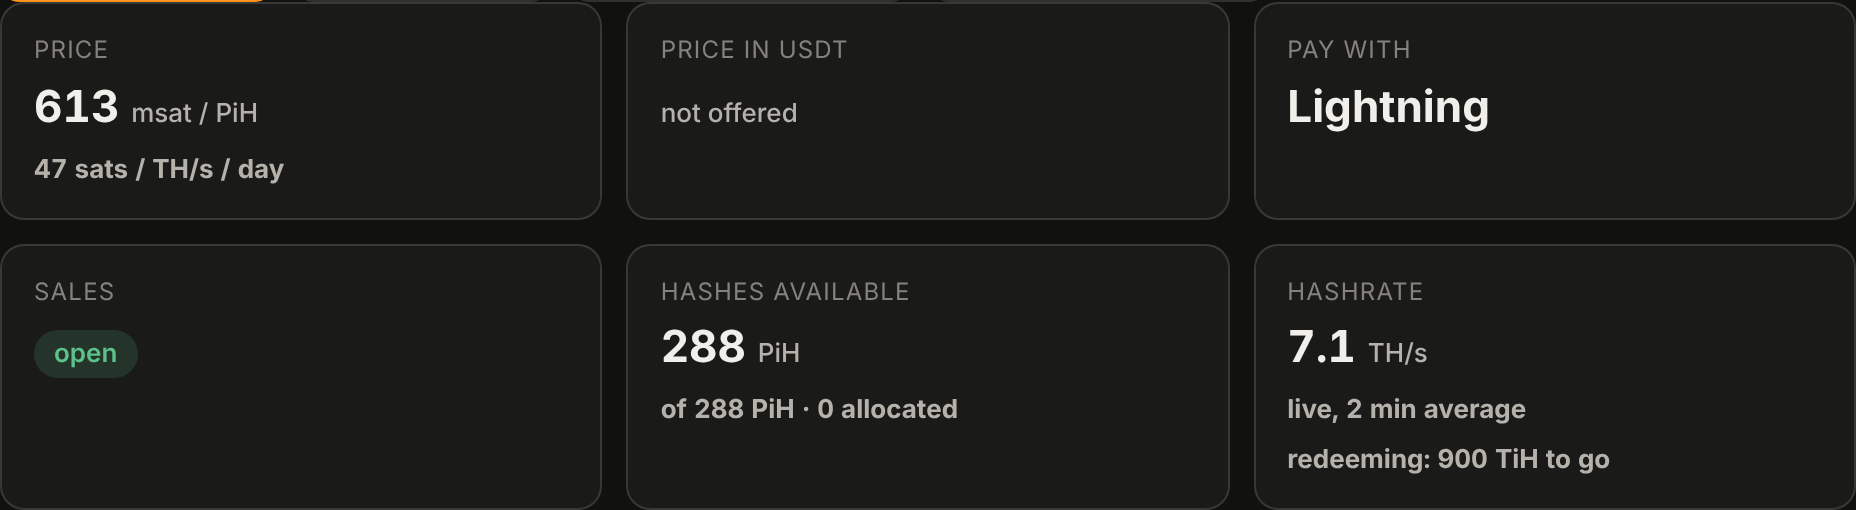 PRICE
613 msat / PiH
47 sats / TH/s / day
PRICE IN USDT
not offered
PAY WITH
Lightning
SALES
open
HASHES AVAILABLE
288 PiH
of 288 PiH · 0 allocated
HASHRATE
7.1 TH/s
live, 2 min average
redeeming: 900 TiH to go